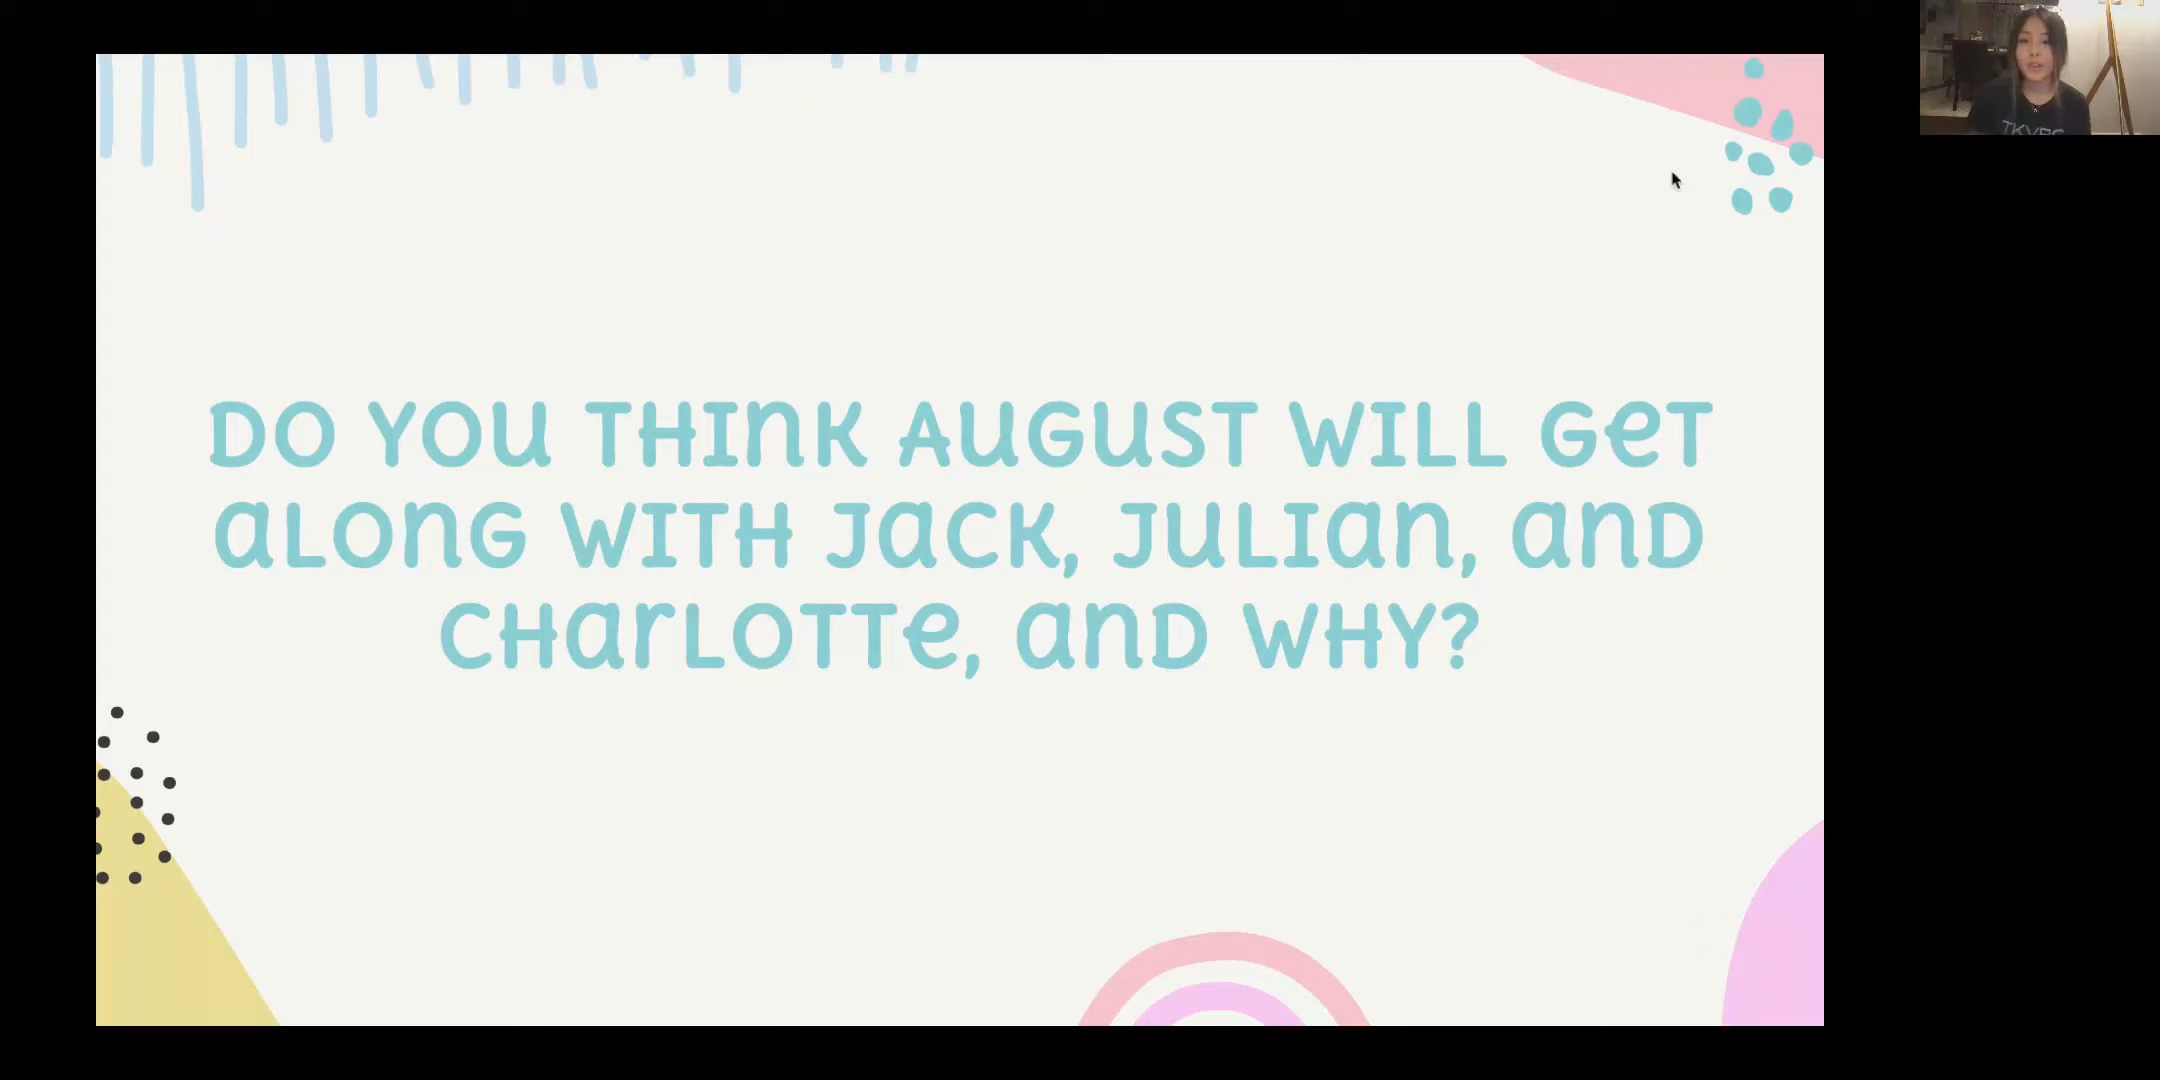 DO YOU THINK AUGUST WILL GET
ALONG WITH JACK, JULIAN, AND
CHARLOTTE, AND WHY?